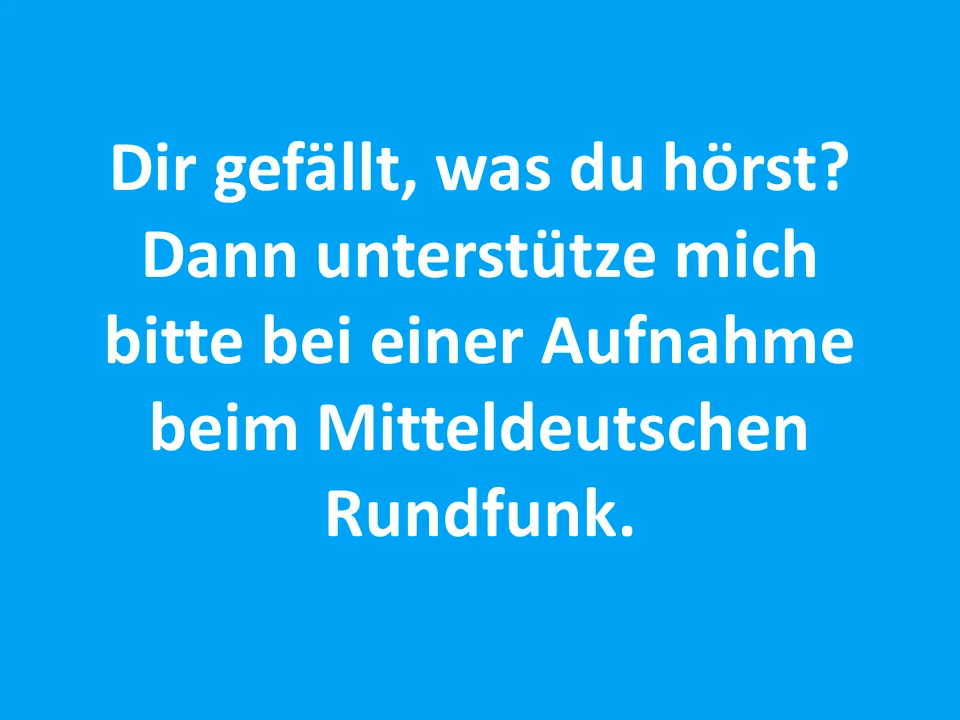 Dir gefällt, was du hörst?
Dann unterstütze mich
bitte bei einer Aufnahme
beim Mitteldeutschen
Rundfunk.